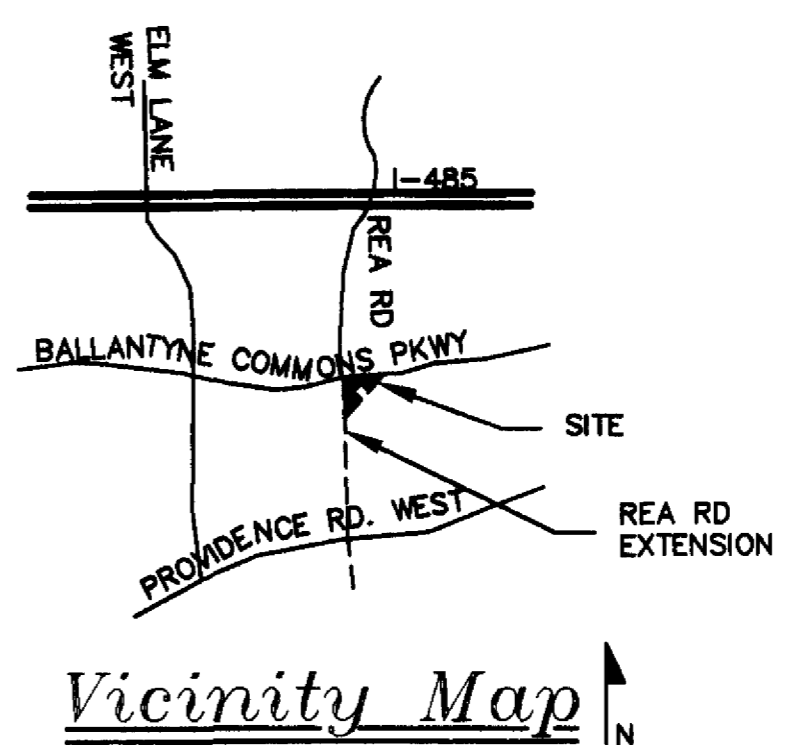 ELM LANE
WEST
I-485
REA RD
BALLANTYNE COMMONS PKWY
SITE
REA RD
EXTENSION
PROVIDENCE RD. WEST
Vicinity Map
N